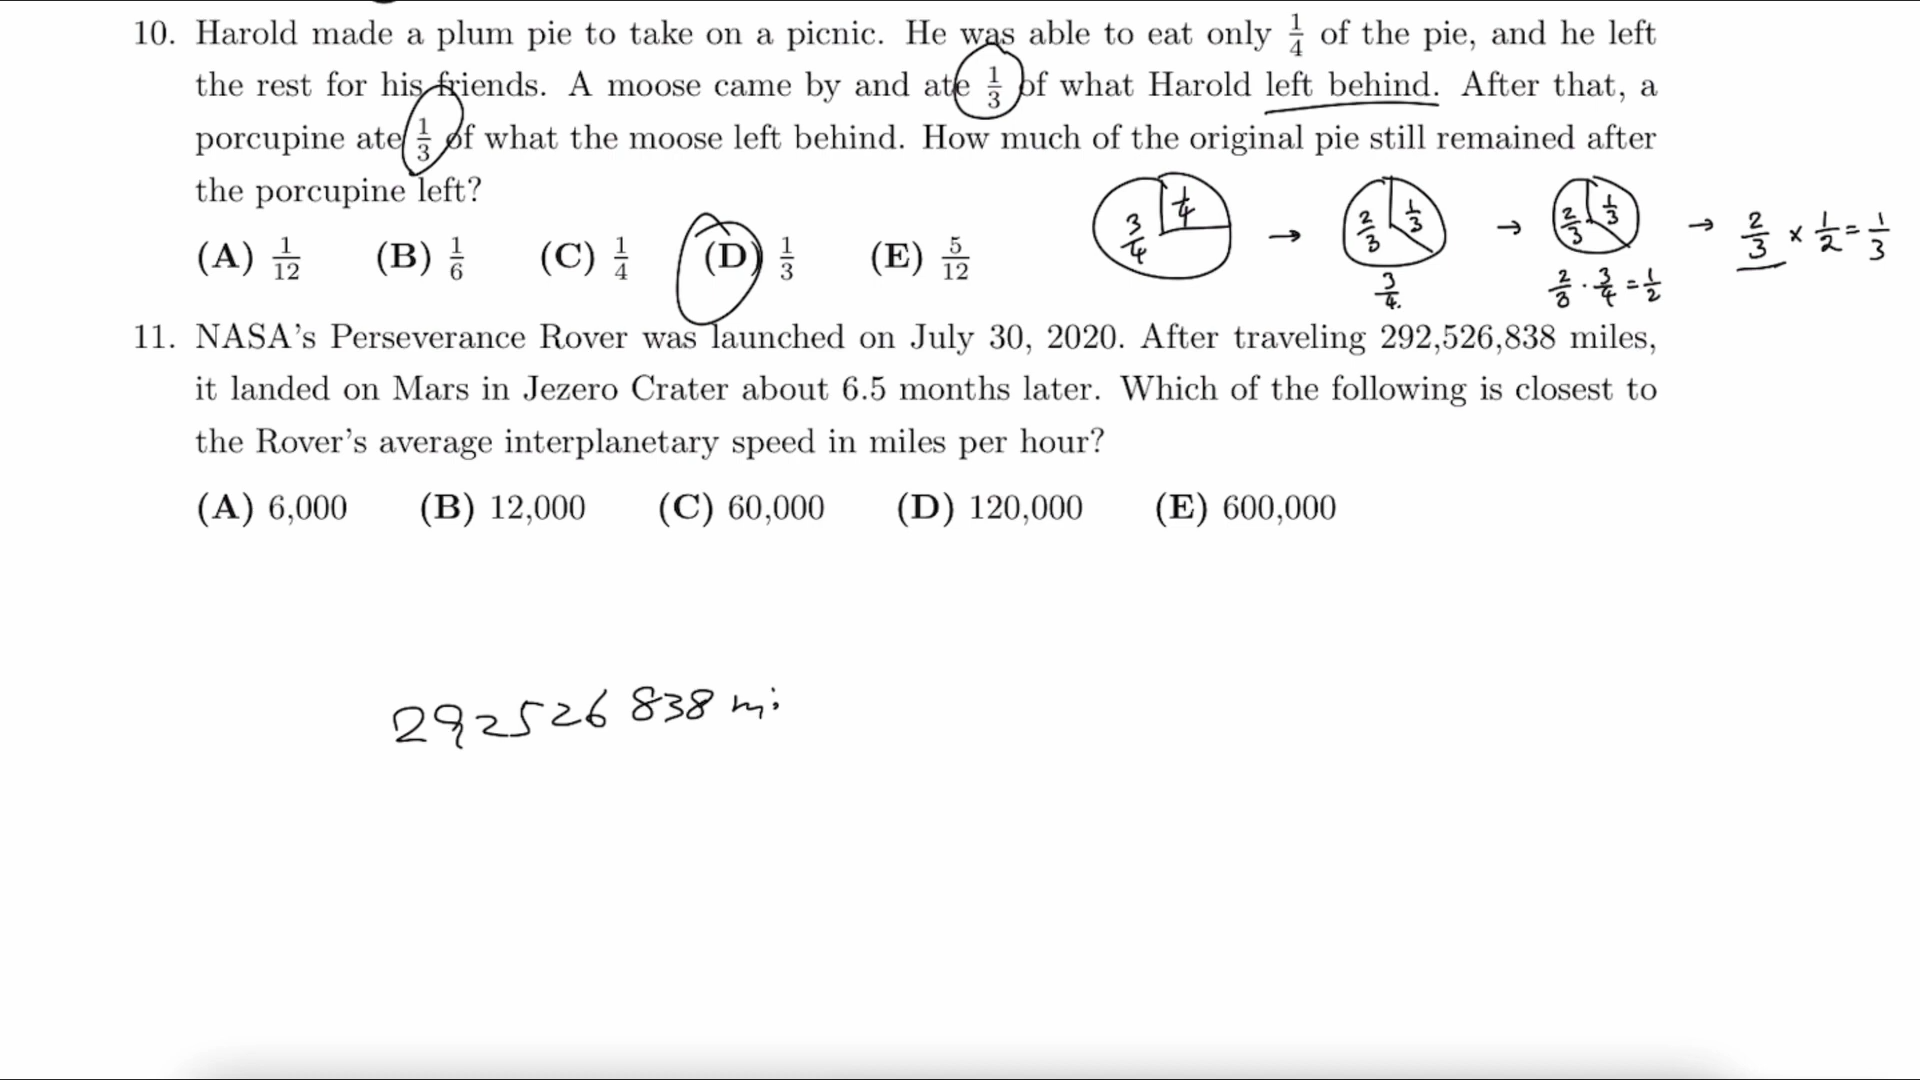 10. Harold made a plum pie to take on a picnic. He was able to eat only 1/4 of the pie, and he left
the rest for his friends. A moose came by and ate 1/3 of what Harold left behind. After that, a
porcupine ate 1/3 of what the moose left behind. How much of the original pie still remained after
the porcupine left?
(A) 1/12 (B) 1/6 (C) 1/4 (D) 1/3 (E) 5/12
3/4 1/4 → 2/3 1/3 → 2/3 1/3 → 2/3 × 1/2 = 1/3
3/4. 2/3 · 3/4 = 1/2
11. NASA's Perseverance Rover was launched on July 30, 2020. After traveling 292,526,838 miles,
it landed on Mars in Jezero Crater about 6.5 months later. Which of the following is closest to
the Rover's average interplanetary speed in miles per hour?
(A) 6,000 (B) 12,000 (C) 60,000 (D) 120,000 (E) 600,000
292526838 mi